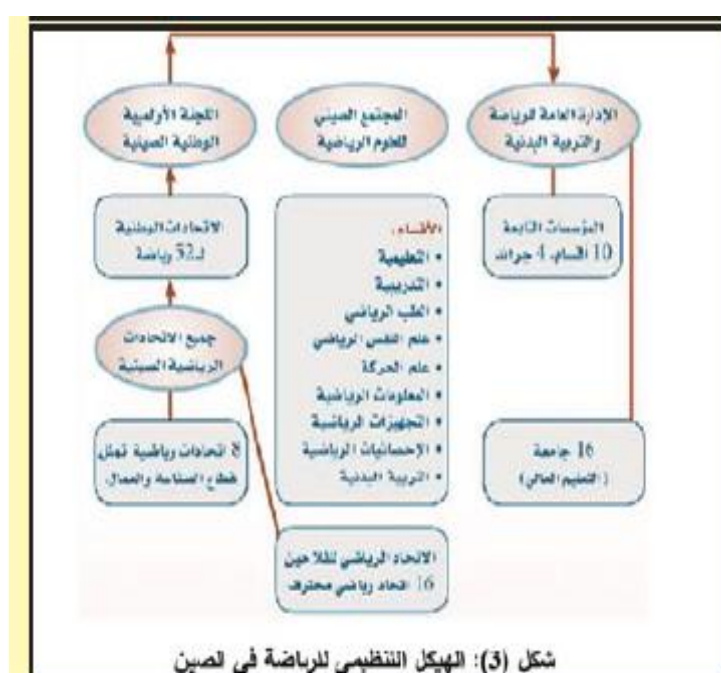 الإدارة العامة للرياضة
والتربية البدنية
المجتمع الصيني
للعلوم الرياضية
اللجنة الأولمبية
الوطنية الصينية
المؤسسات التابعة
10 أقسام، 4 جرائد
الأقسام:
• التعليمية
• التدريبية
• الطب الرياضي
• علم النفس الرياضي
• علم الحركة
• المعلومات الرياضية
• التجهيزات الرياضية
• الإحصائيات الرياضية
• التربية البدنية
الاتحادات الوطنية
لـ 52 رياضة
جميع الاتحادات
الرياضية الصينية
16 جامعة
(التعليم العالي)
8 اتحادات رياضية تمثل
قطاع الصناعة والعمال
الاتحاد الرياضي للفلاحين
16 اتحاد رياضي محترف
شكل (3): الهيكل التنظيمي للرياضة في الصين